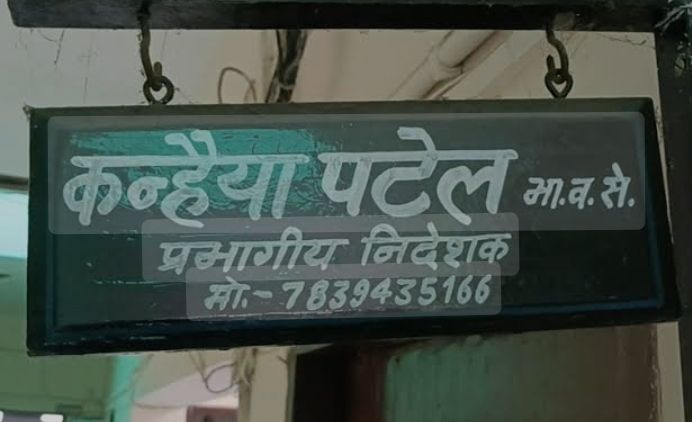 कन्हैया पटेल भा.व.से.
प्रभागीय निदेशक
मो.- 7839435166